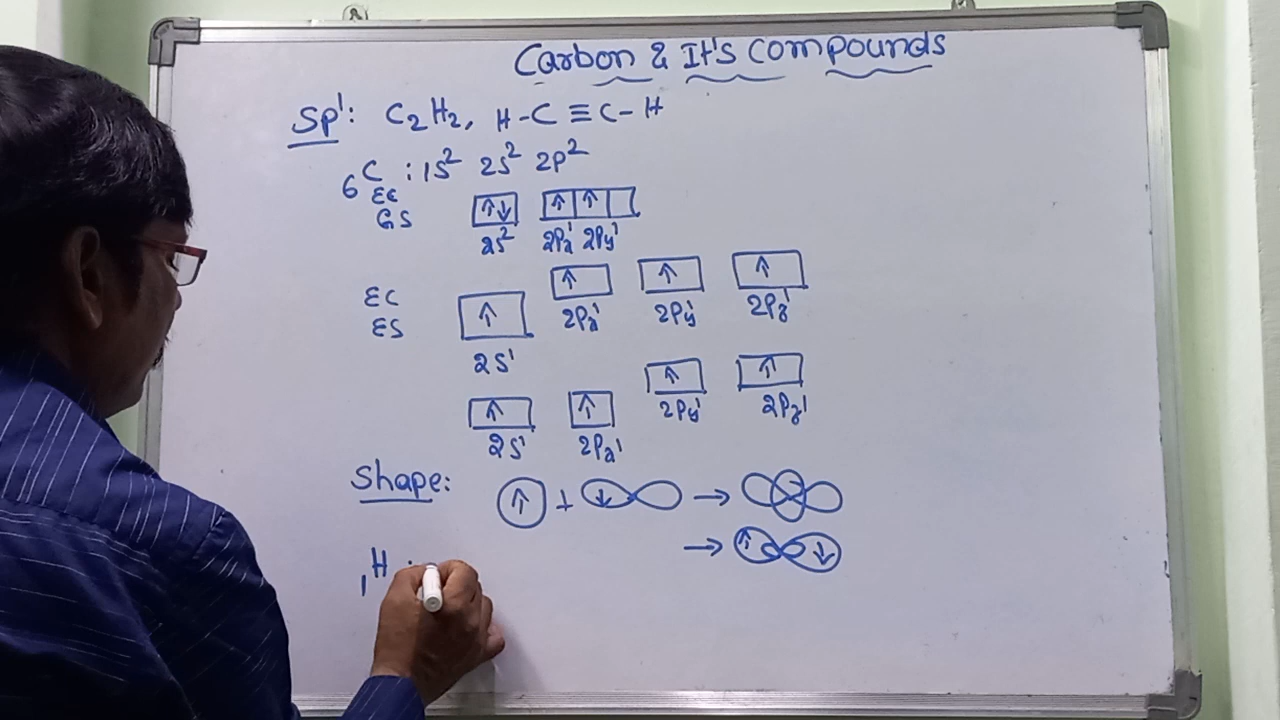 Carbon & It's Compounds
Sp¹: C₂H₂, H-C≡C-H
₆C : 1S² 2S² 2P²
EC
GS
↑↓ ↑ ↑
2S² 2Px¹ 2Py¹
EC
ES
↑ ↑ ↑ ↑
2S¹ 2Px¹ 2Py¹ 2Pz¹
↑ ↑ ↑ ↑
2S¹ 2Px¹ 2Py¹ 2Pz¹
Shape: ↑ + ↓ →
→ ↑ ↓
₁H :